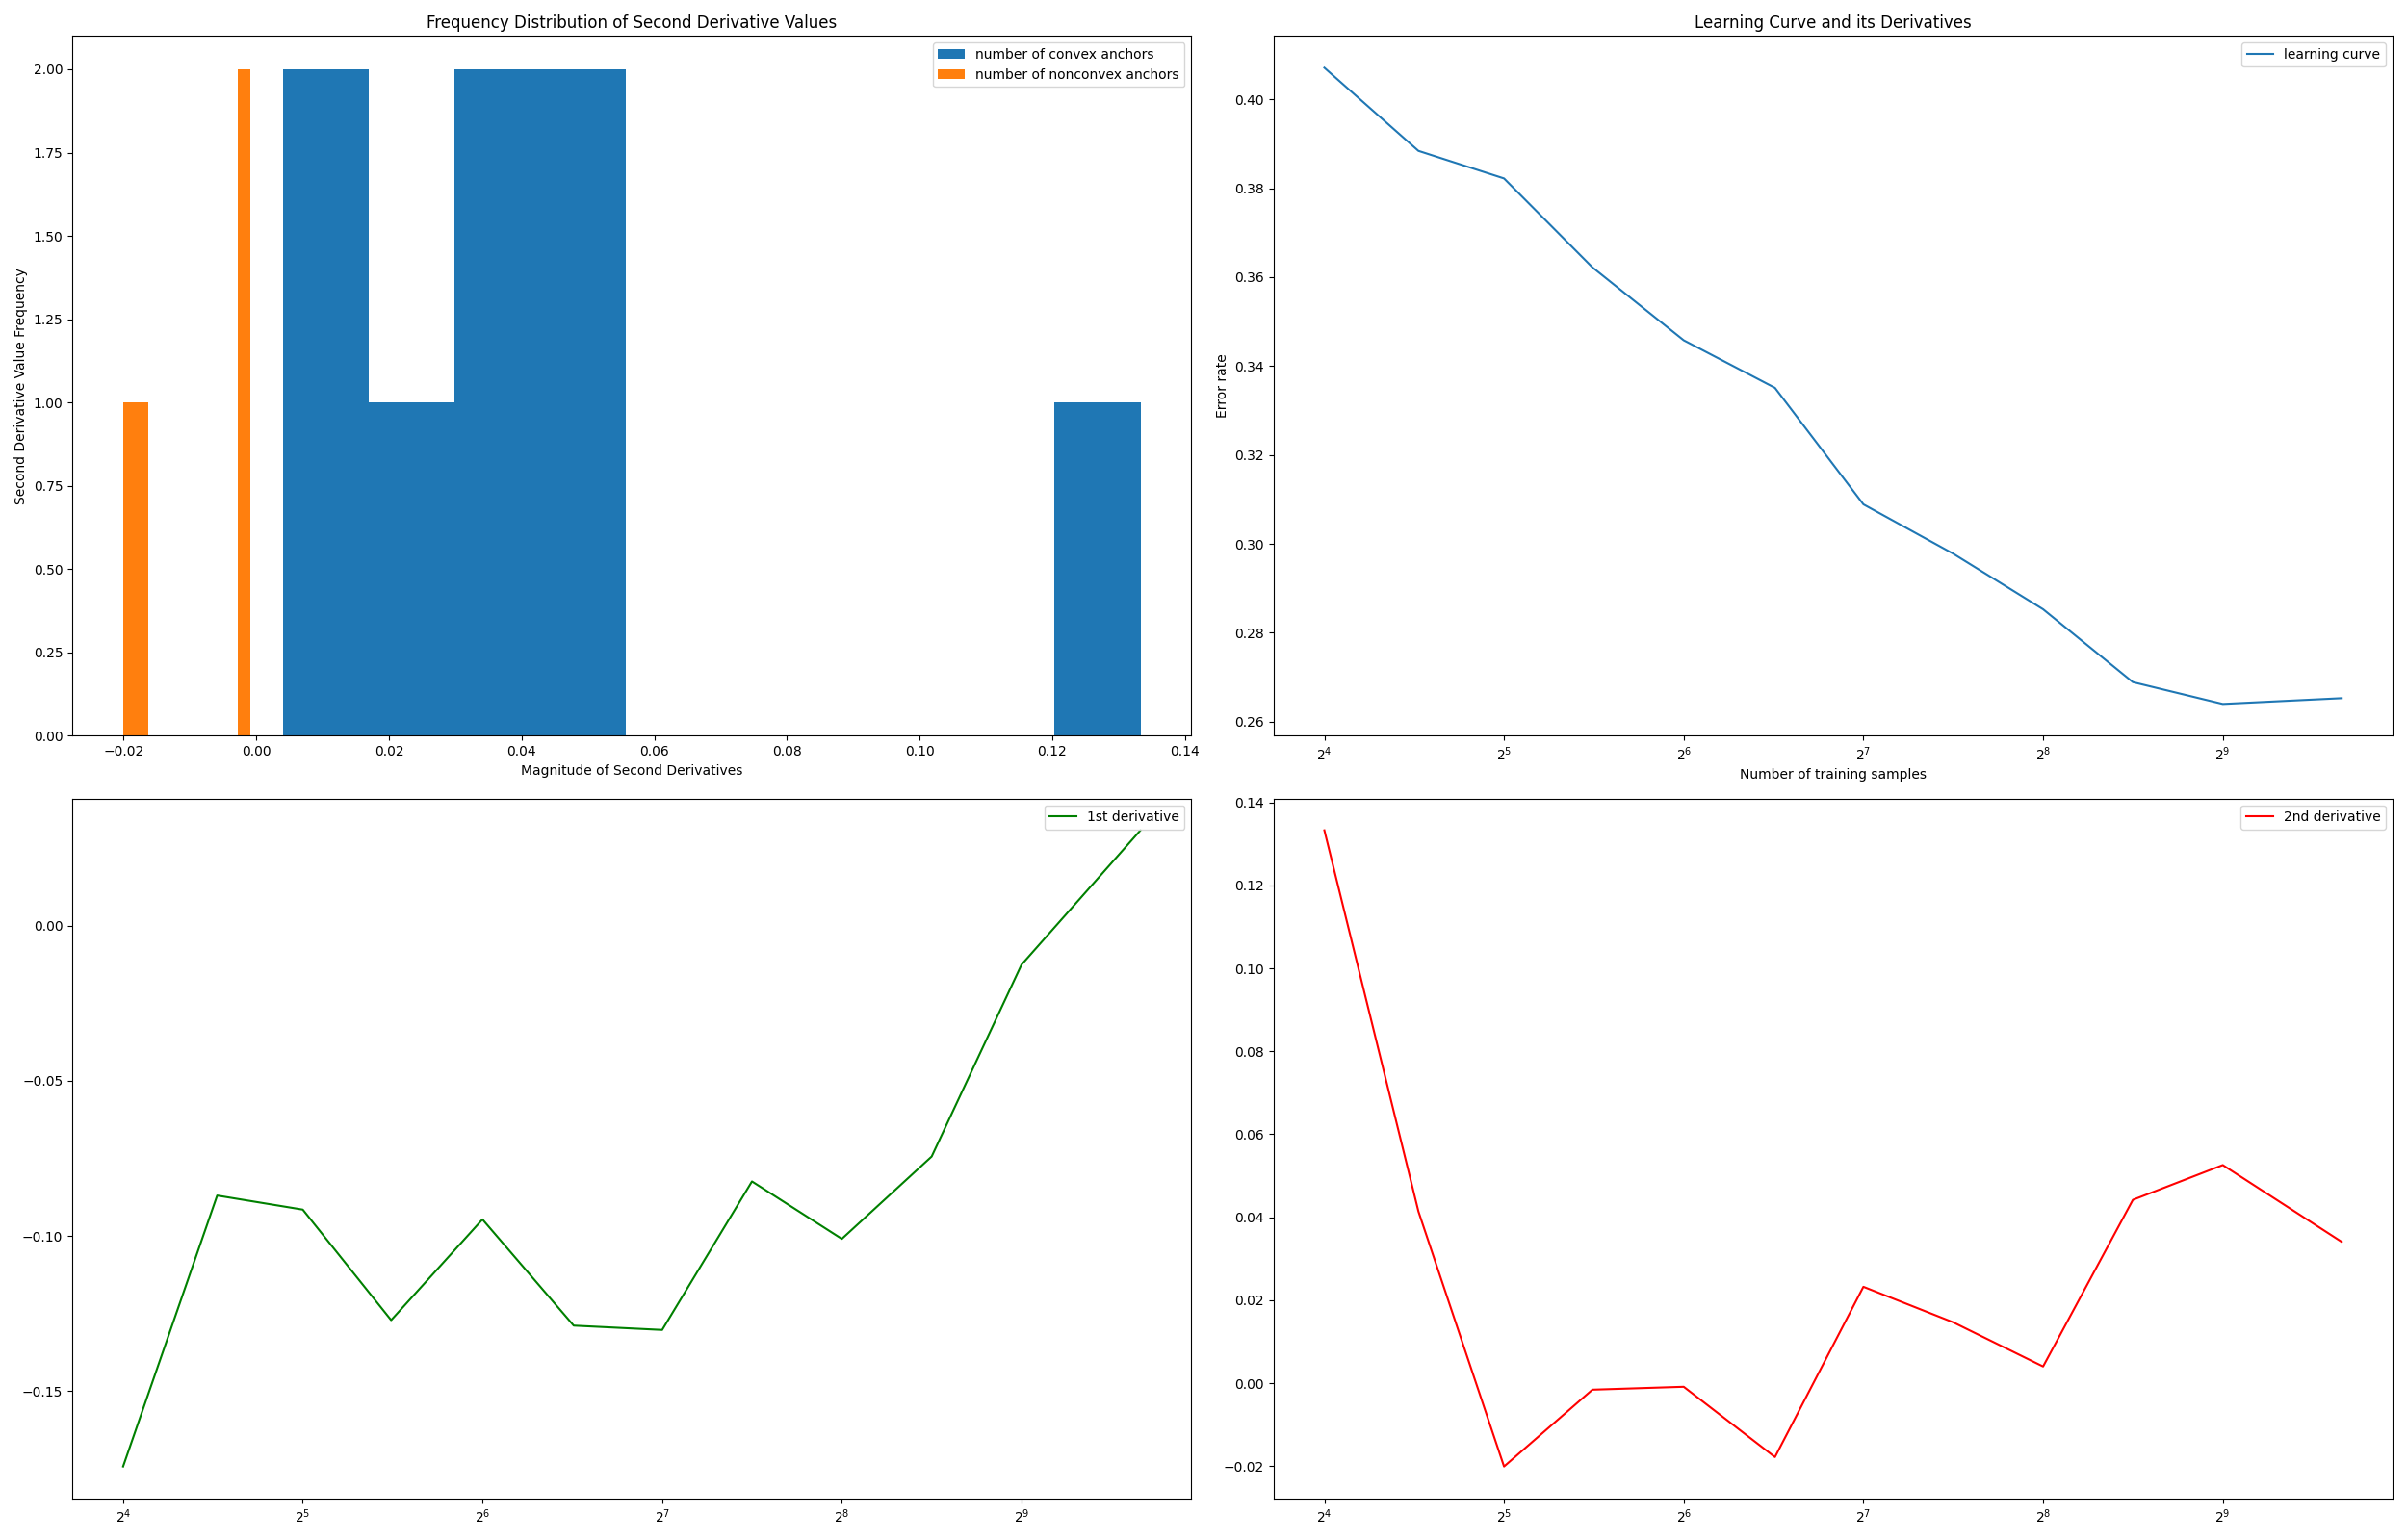 Frequency Distribution of Second Derivative Values
number of convex anchors
number of nonconvex anchors
Second Derivative Value Frequency
2.00
1.75
1.50
1.25
1.00
0.75
0.50
0.25
0.00
−0.02 0.00 0.02 0.04 0.06 0.08 0.10 0.12 0.14
Magnitude of Second Derivatives
Learning Curve and its Derivatives
learning curve
Error rate
0.40
0.38
0.36
0.34
0.32
0.30
0.28
0.26
2⁴ 2⁵ 2⁶ 2⁷ 2⁸ 2⁹
Number of training samples
1st derivative
0.00
−0.05
−0.10
−0.15
2⁴ 2⁵ 2⁶ 2⁷ 2⁸ 2⁹
2nd derivative
0.14
0.12
0.10
0.08
0.06
0.04
0.02
0.00
−0.02
2⁴ 2⁵ 2⁶ 2⁷ 2⁸ 2⁹